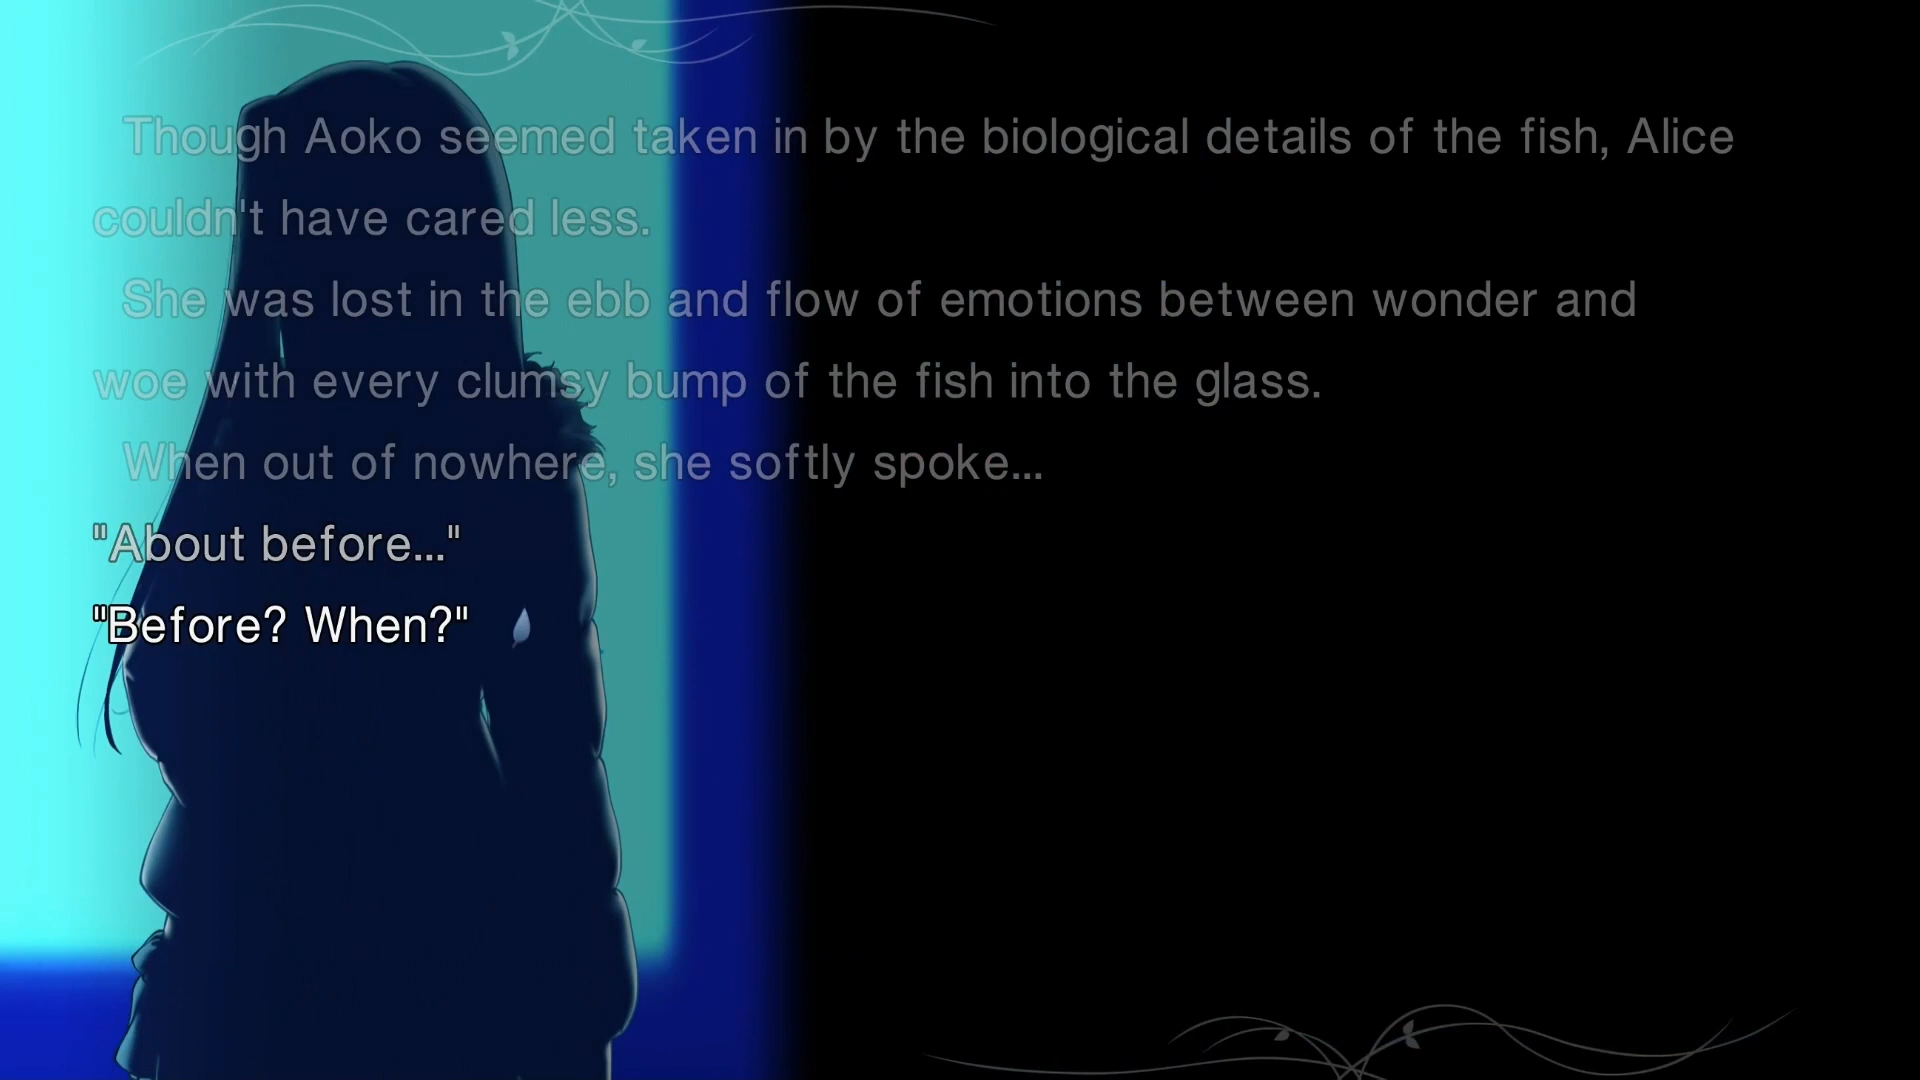 Though Aoko seemed taken in by the biological details of the fish, Alice
couldn't have cared less.
She was lost in the ebb and flow of emotions between wonder and
woe with every clumsy bump of the fish into the glass.
When out of nowhere, she softly spoke...
"About before..."
"Before? When?"